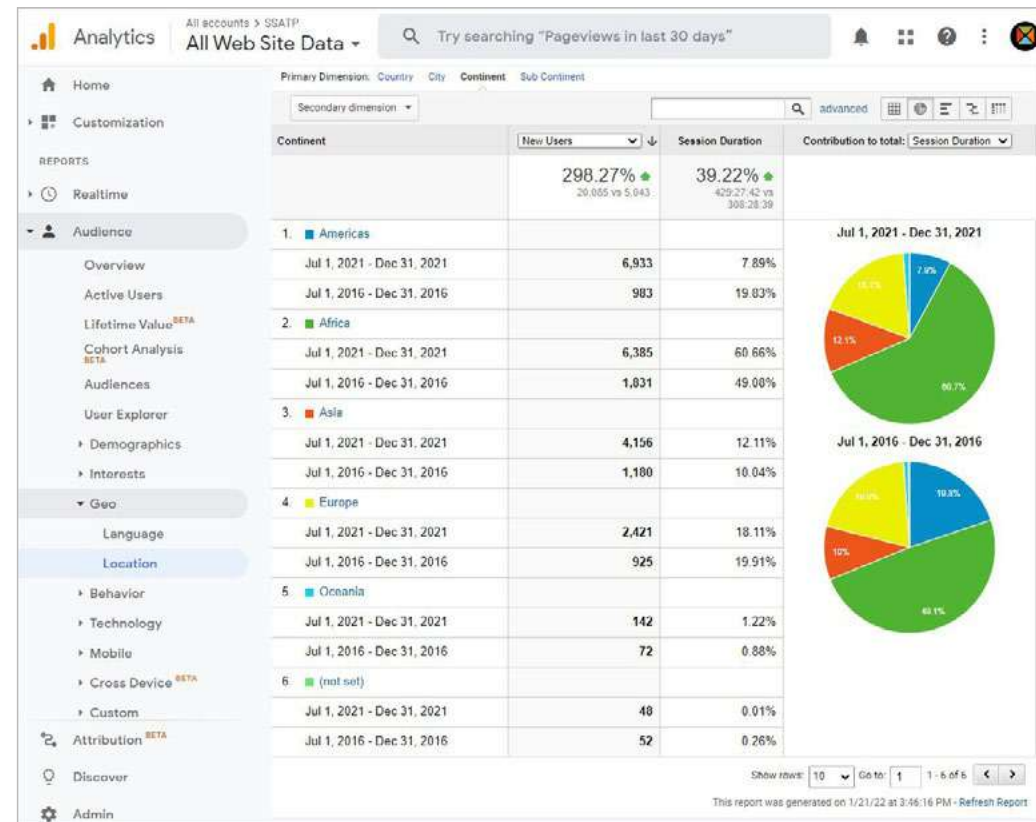 All accounts > SSATP
Analytics
All Web Site Data
Try searching "Pageviews in last 30 days"
Home
Customization
REPORTS
Realtime
Audience
Overview
Active Users
Lifetime Value BETA
Cohort Analysis
BETA
Audiences
User Explorer
Demographics
Interests
Geo
Language
Location
Behavior
Technology
Mobile
Cross Device BETA
Custom
Attribution BETA
Discover
Admin
Primary Dimension: Country City Continent Sub Continent
Secondary dimension
advanced
Continent New Users Session Duration Contribution to total: Session Duration
298.27% 39.22%
20,085 vs 5,043 429:27:42 vs
308:28:39
1. Americas
Jul 1, 2021 - Dec 31, 2021 6,933 7.89%
Jul 1, 2016 - Dec 31, 2016 983 19.83%
2. Africa
Jul 1, 2021 - Dec 31, 2021 6,385 60.66%
Jul 1, 2016 - Dec 31, 2016 1,831 49.08%
3. Asia
Jul 1, 2021 - Dec 31, 2021 4,156 12.11%
Jul 1, 2016 - Dec 31, 2016 1,180 10.04%
4. Europe
Jul 1, 2021 - Dec 31, 2021 2,421 18.11%
Jul 1, 2016 - Dec 31, 2016 925 19.91%
5. Oceania
Jul 1, 2021 - Dec 31, 2021 142 1.22%
Jul 1, 2016 - Dec 31, 2016 72 0.88%
6. (not set)
Jul 1, 2021 - Dec 31, 2021 48 0.01%
Jul 1, 2016 - Dec 31, 2016 52 0.26%
Jul 1, 2021 - Dec 31, 2021
7.9%
12.1%
60.7%
Jul 1, 2016 - Dec 31, 2016
19.8%
10%
49.1%
Show rows: 10 Go to: 1 1 - 6 of 6
This report was generated on 1/21/22 at 3:46:16 PM - Refresh Report